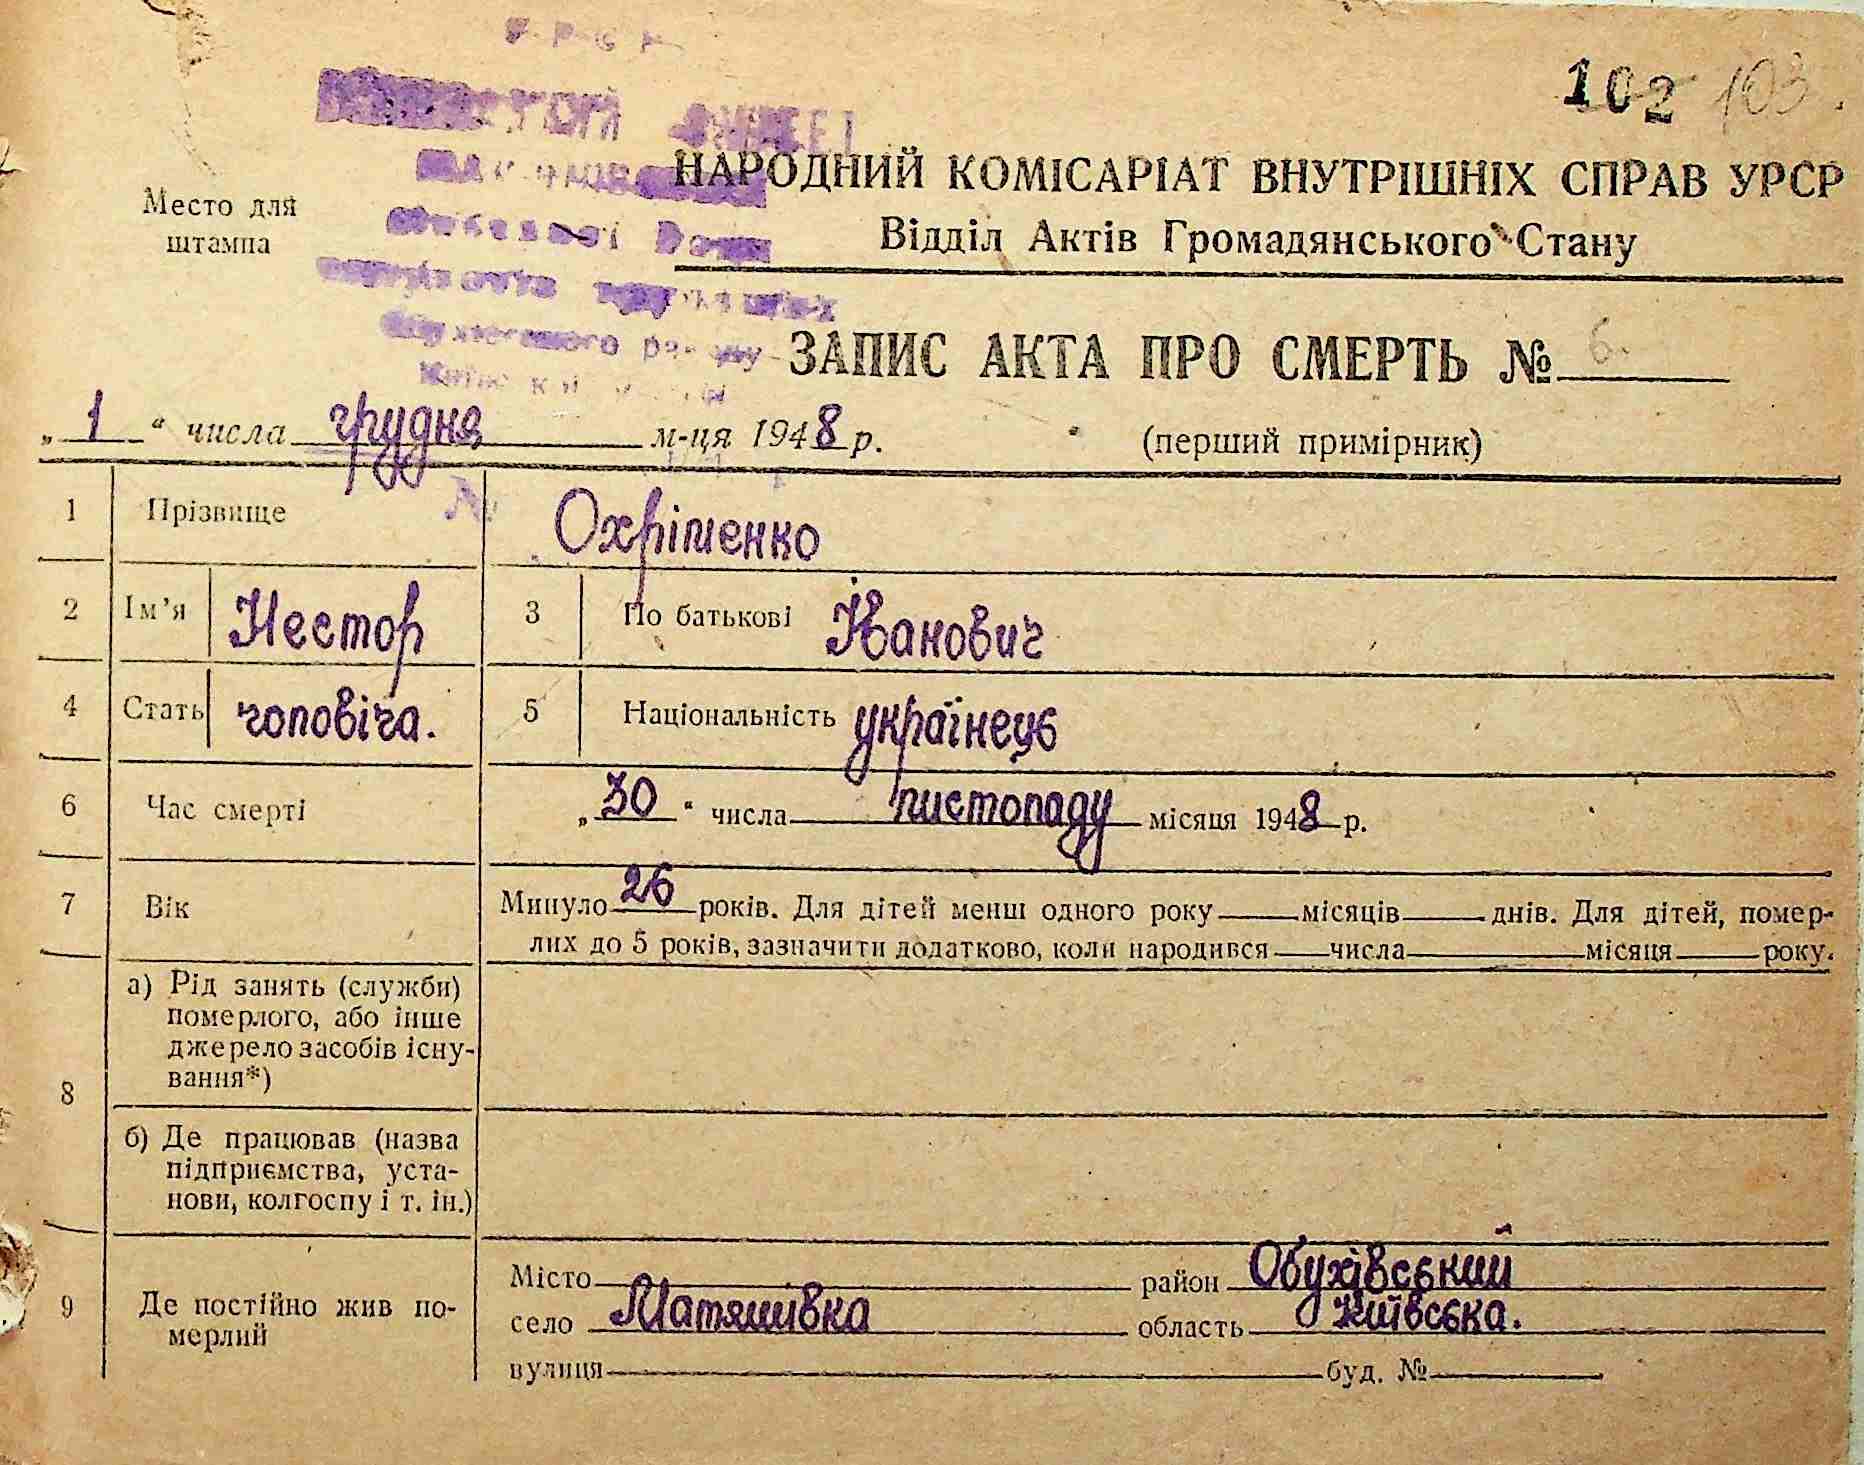 102 103.
Место для
штампа
НАРОДНИЙ КОМІСАРІАТ ВНУТРІШНІХ СПРАВ УРСР
Відділ Актів Громадянського Стану
ЗАПИС АКТА ПРО СМЕРТЬ № 6.
„1“ числа грудня м-ця 1948 р. (перший примірник)
1 Прізвище Охріменко
2 Ім'я Нестор 3 По батькові Іванович
4 Стать чоловіча. 5 Національність українець
6 Час смерті „30“ числа листопаду місяця 1948 р.
7 Вік Минуло 26 років. Для дітей менш одного року місяців днів. Для дітей, помер-
лих до 5 років, зазначити додатково, коли народився числа місяця року.
8 а) Рід занять (служби)
померлого, або інше
джерело засобів існу-
вання*)
б) Де працював (назва
підприємства, уста-
нови, колгоспу і т. ін.)
9 Де постійно жив по-
мерлий
Місто район Обухівський
село Матяшівка область Київська.
вулиця буд. №